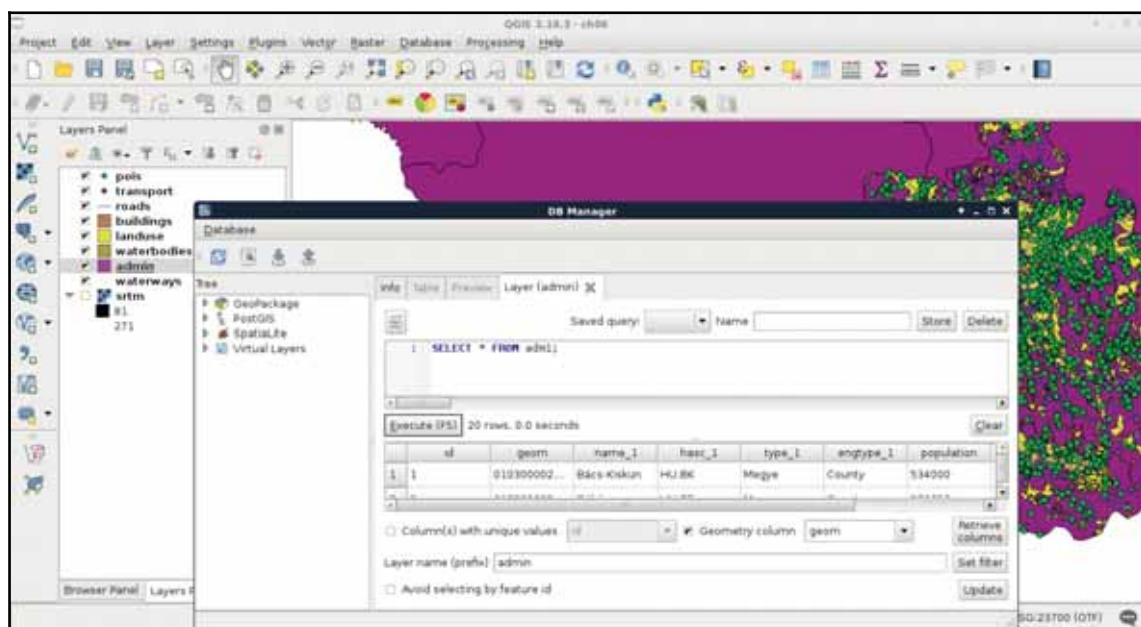 QGIS 2.18.3 - ch06
Project Edit View Layer Settings Plugins Vector Raster Database Processing Help
Layers Panel
pois
transport
roads
buildings
landuse
waterbodies
admin
waterways
srtm
81
271
Browser Panel Layers P
DB Manager
Database
Tree
GeoPackage
PostGIS
SpatiaLite
Virtual Layers
Info Table Preview Layer (admin)
Saved query: Name Store Delete
1 SELECT * FROM adm1;
Execute (F5) 20 rows, 0.0 seconds Clear
id geom name_1 hasc_1 type_1 engtype_1 population
1 1 010300002... Bács-Kiskun HU.BK Megye County 534000
Column(s) with unique values id Geometry column geom Retrieve columns
Layer name (prefix) admin Set filter
Avoid selecting by feature id Update
SG:23700 (OTF)